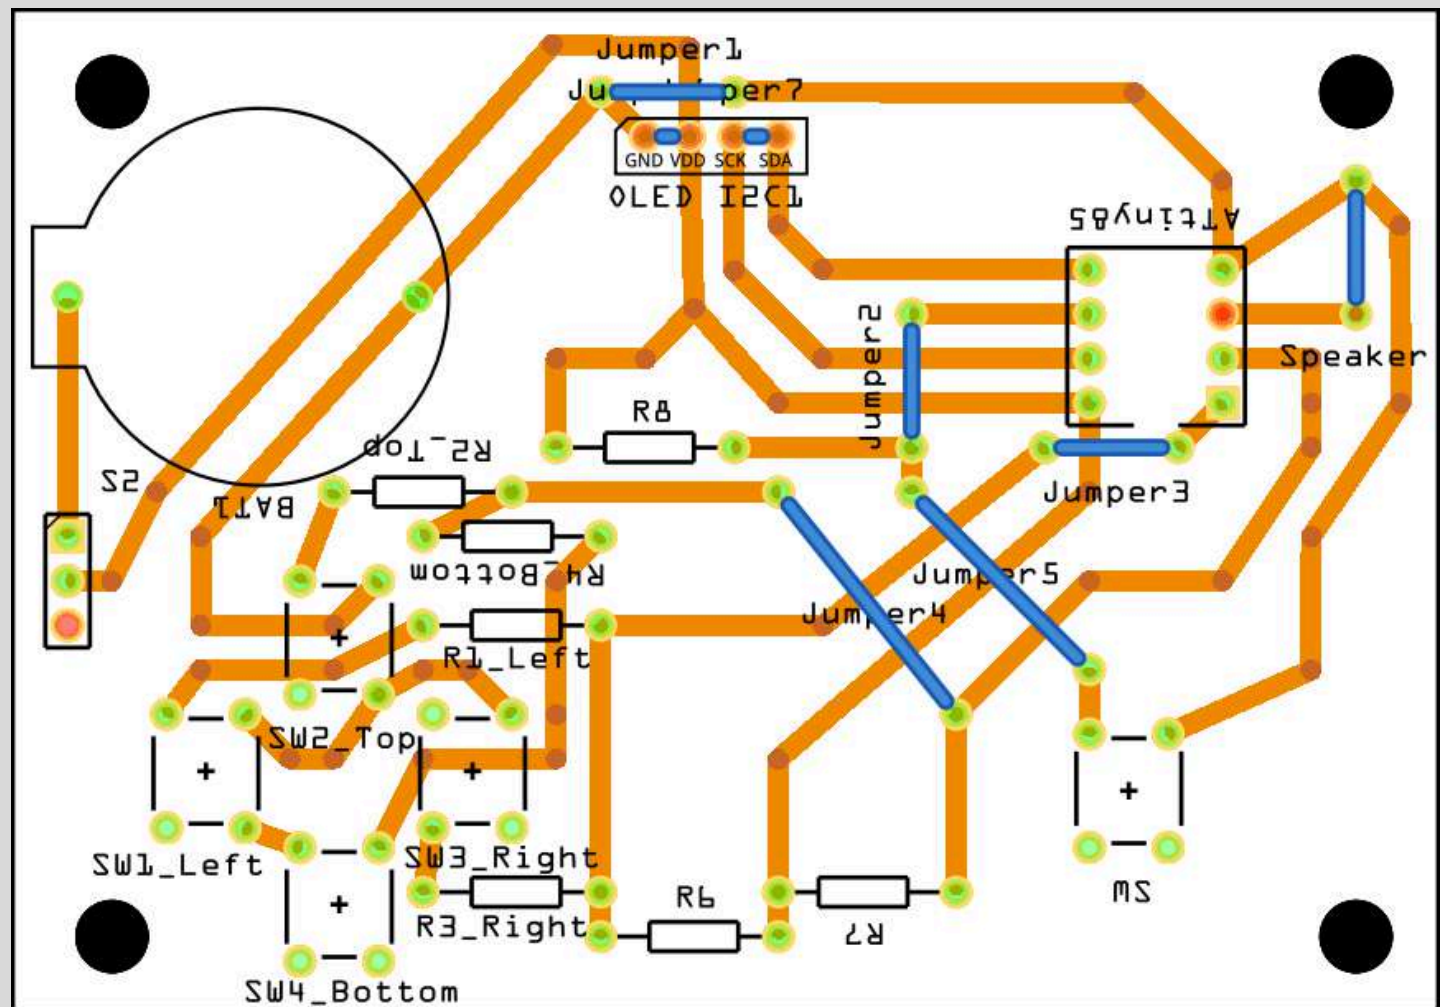 Jumper1
Jumper7
GND VDD SCK SDA
OLED I2C1
ATtiny85
Jumper2
Speaker
R8
R2_Top
S2
BAT1
Jumper3
R4_Bottom
Jumper5
Jumper4
R1_Left
SW2_Top
SW1_Left
SW3_Right
R3_Right
R6
R7
SW
SW4_Bottom